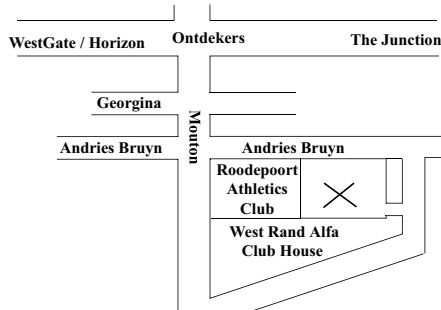 WestGate / Horizon
Ontdekers
The Junction
Georgina
Mouton
Andries Bruyn
Andries Bruyn
Roodepoort
Athletics
Club
West Rand Alfa
Club House